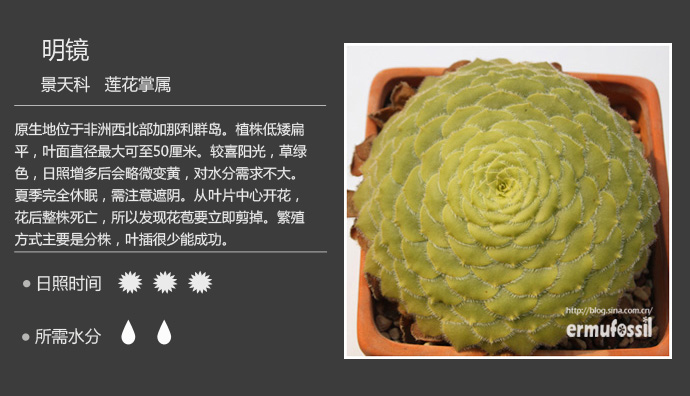 明镜
景天科 莲花掌属
原生地位于非洲西北部加那利群岛。植株低矮扁
平，叶面直径最大可至50厘米。较喜阳光，草绿
色，日照增多后会略微变黄，对水分需求不大。
夏季完全休眠，需注意遮阴。从叶片中心开花，
花后整株死亡，所以发现花苞要立即剪掉。繁殖
方式主要是分株，叶插很少能成功。
日照时间
所需水分
http://blog.sina.com.cn/
ermufossil